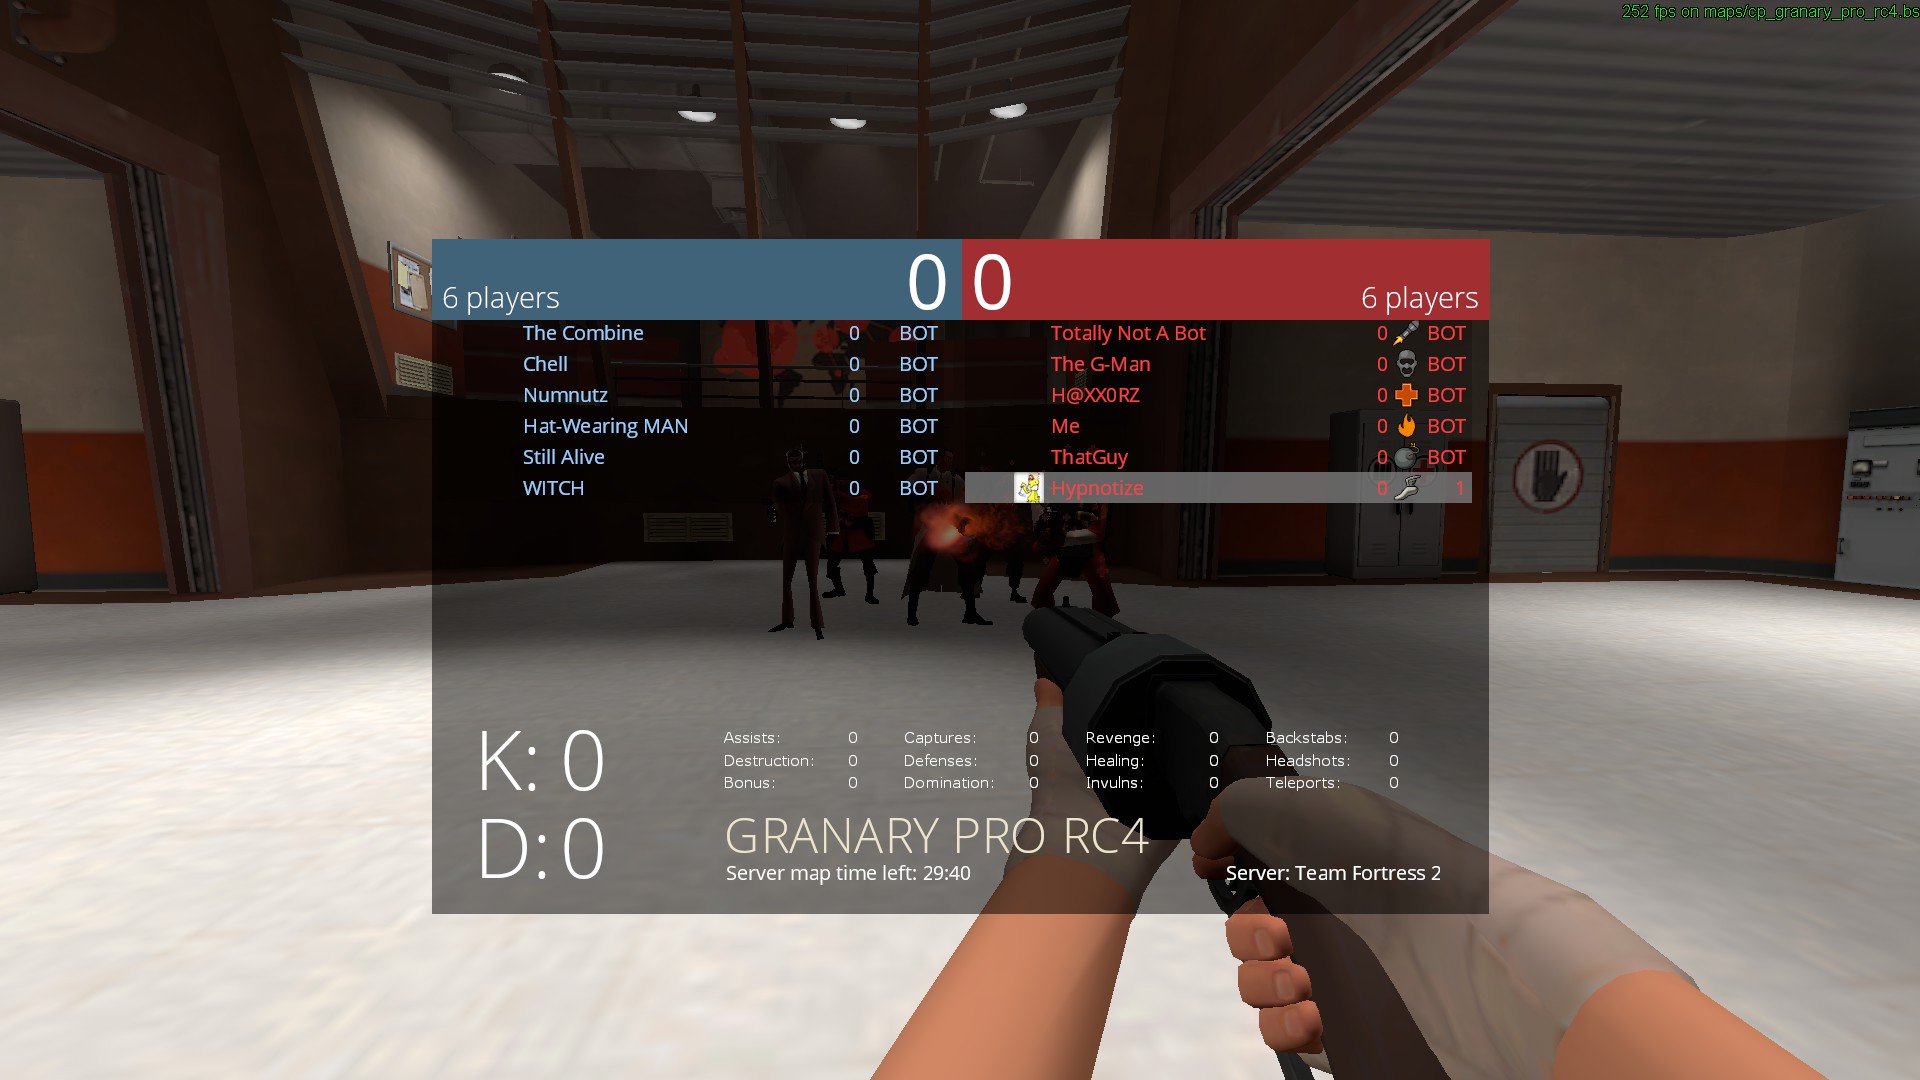 252 fps on maps/cp_granary_pro_rc4.bs
6 players 0 0 6 players
The Combine 0 BOT Totally Not A Bot 0 BOT
Chell 0 BOT The G-Man 0 BOT
Numnutz 0 BOT H@XX0RZ 0 BOT
Hat-Wearing MAN 0 BOT Me 0 BOT
Still Alive 0 BOT ThatGuy 0 BOT
WITCH 0 BOT Hypnotize 0 1
K: 0
Assists: 0 Captures: 0 Revenge: 0 Backstabs: 0
Destruction: 0 Defenses: 0 Healing: 0 Headshots: 0
Bonus: 0 Domination: 0 Invulns: 0 Teleports: 0
D: 0
GRANARY PRO RC4
Server map time left: 29:40 Server: Team Fortress 2